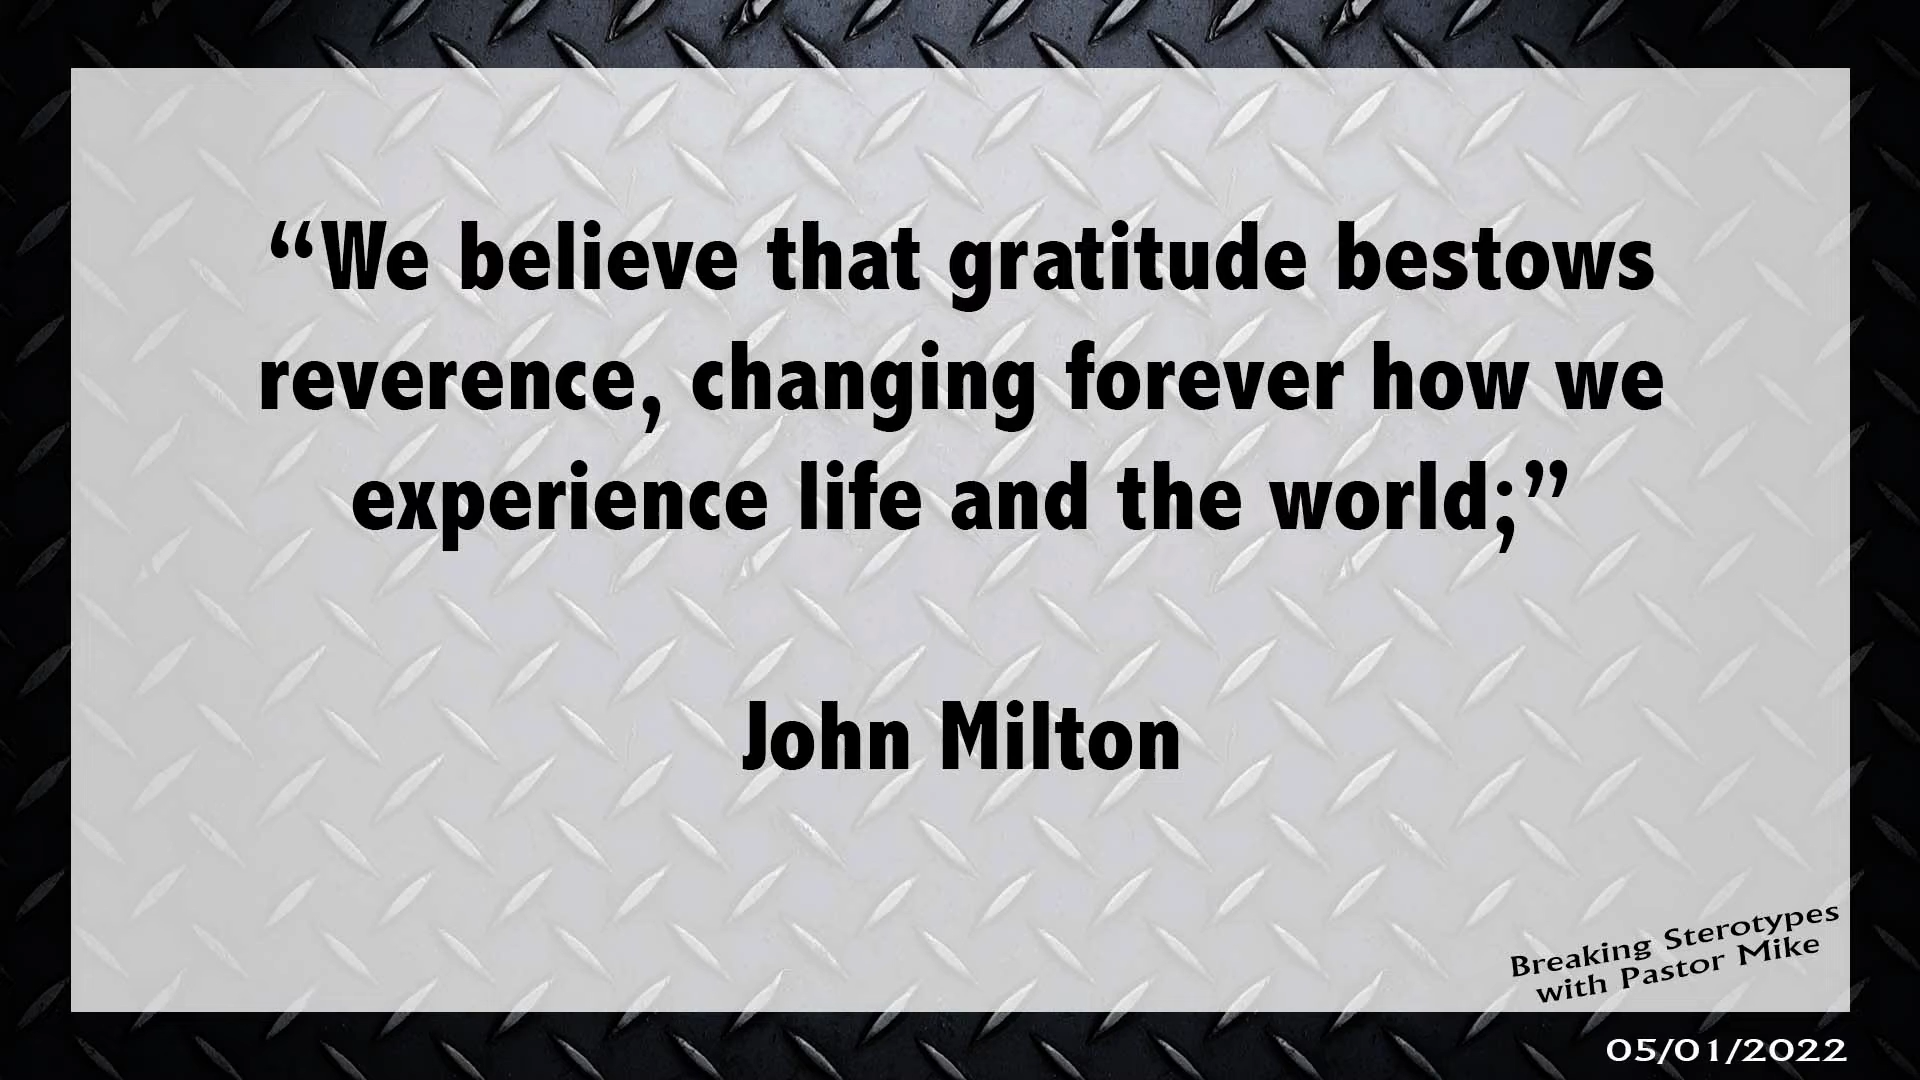 “We believe that gratitude bestows
reverence, changing forever how we
experience life and the world;”
John Milton
Breaking Sterotypes
with Pastor Mike
05/01/2022